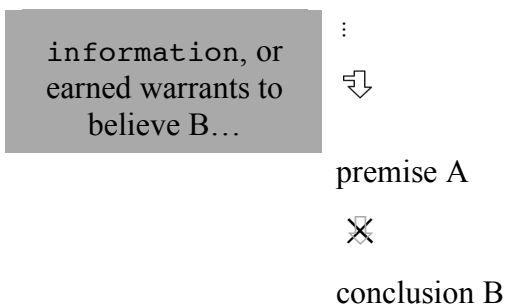 information, or
earned warrants to
believe B…
⋮
premise A
conclusion B